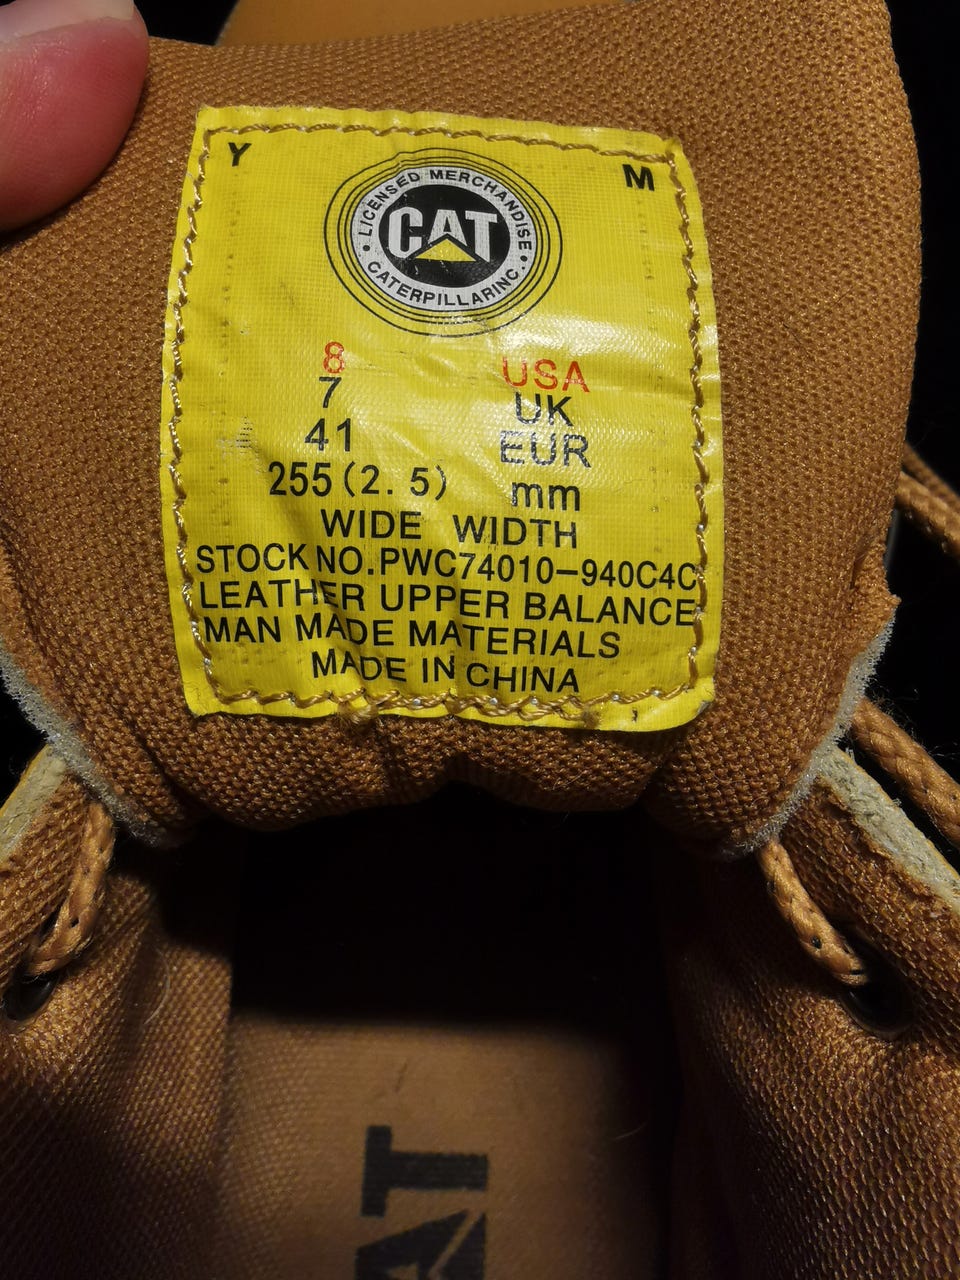 Y
M
LICENSED MERCHANDISE
CAT
CATERPILLAR INC.
8 USA
7 UK
41 EUR
255(2.5) mm
WIDE WIDTH
STOCK NO.PWC74010-940C4C
LEATHER UPPER BALANCE
MAN MADE MATERIALS
MADE IN CHINA
AT